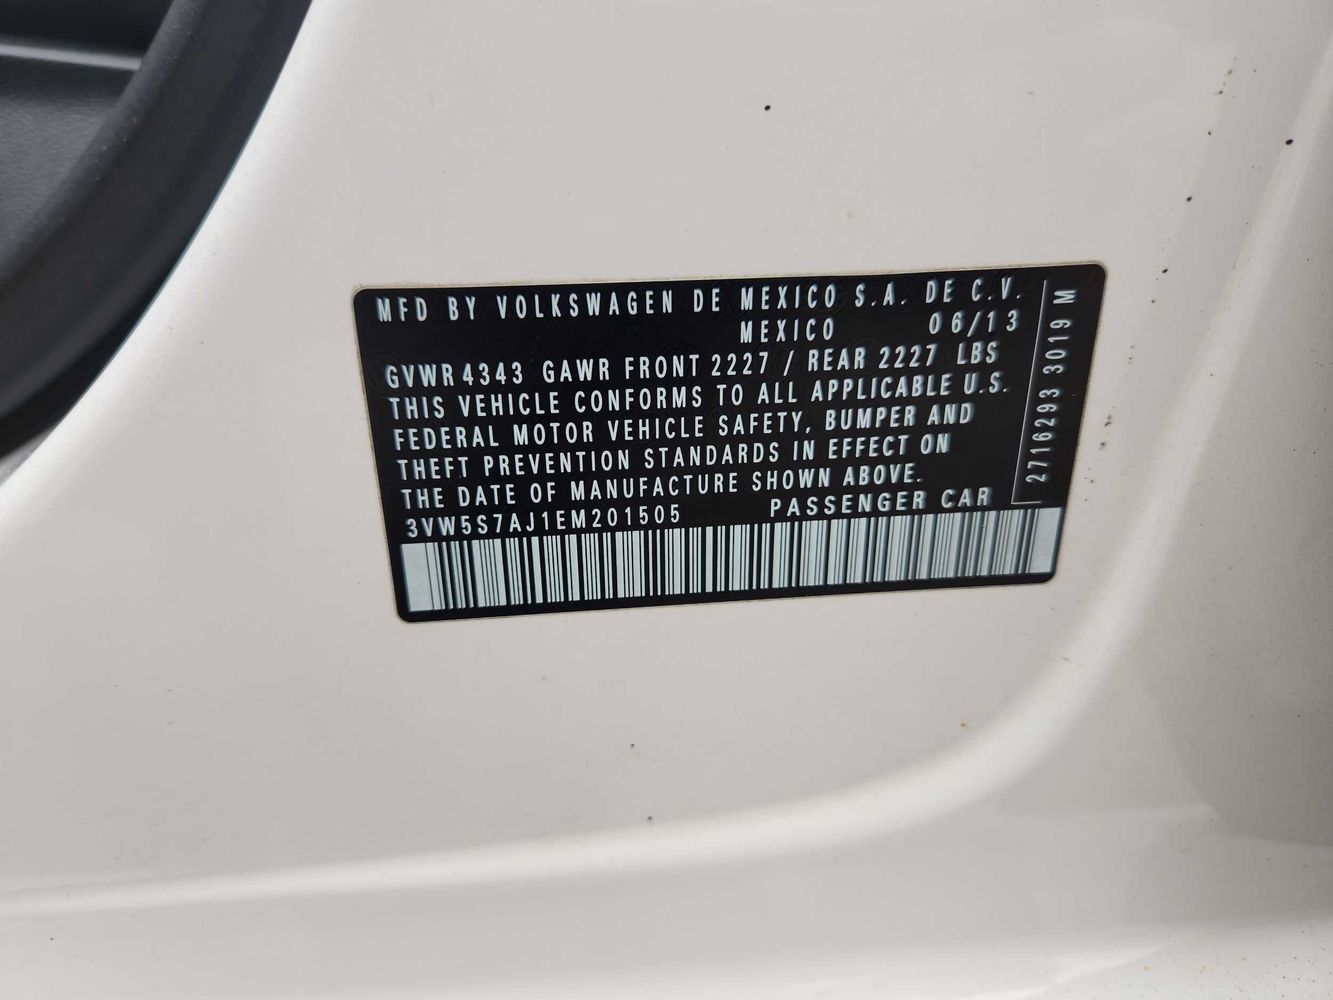 MFD BY VOLKSWAGEN DE MEXICO S.A. DE C.V.
MEXICO 06/13
GVWR 4343 GAWR FRONT 2227 / REAR 2227 LBS
THIS VEHICLE CONFORMS TO ALL APPLICABLE U.S.
FEDERAL MOTOR VEHICLE SAFETY, BUMPER AND
THEFT PREVENTION STANDARDS IN EFFECT ON
THE DATE OF MANUFACTURE SHOWN ABOVE.
3VW5S7AJ1EM201505 PASSENGER CAR
2716293 3019 M